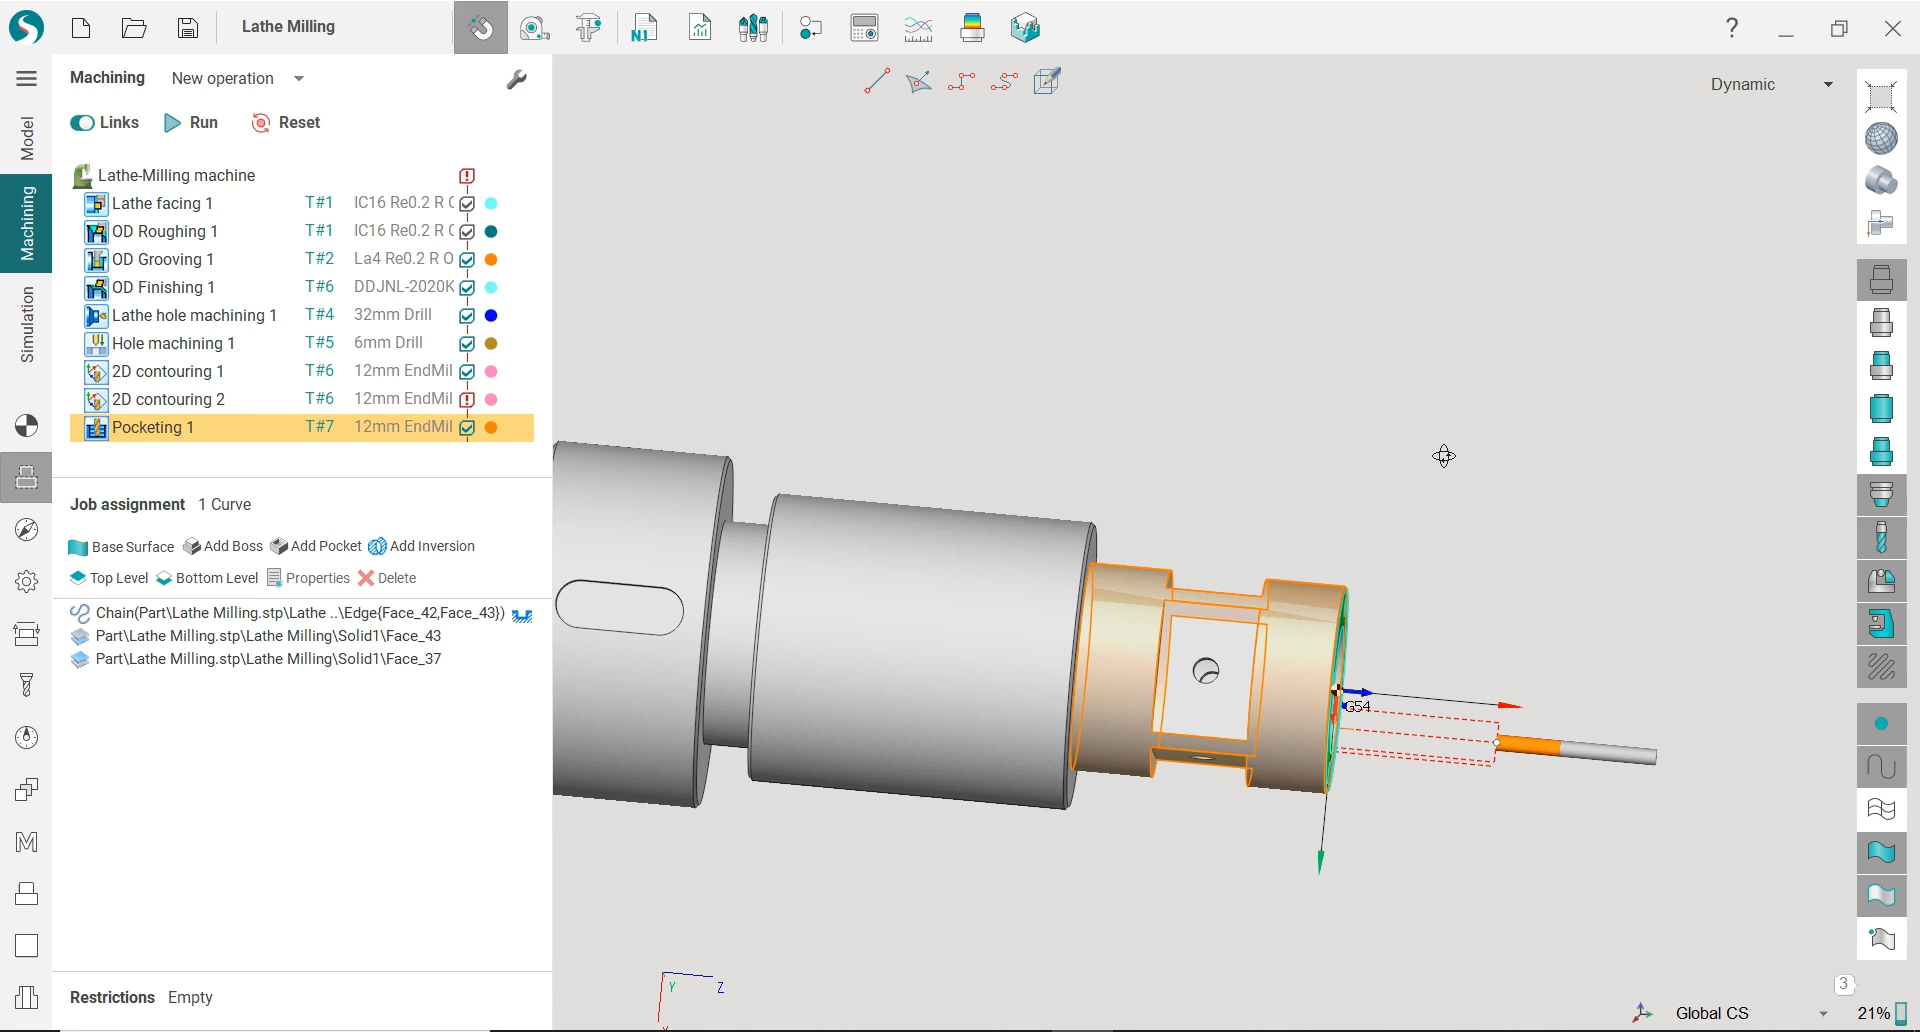 Lathe Milling
N1
?
Machining New operation
Dynamic
Links Run Reset
Model
Machining
Simulation
Lathe-Milling machine
Lathe facing 1 T#1 IC16 Re0.2 R
OD Roughing 1 T#1 IC16 Re0.2 R
OD Grooving 1 T#2 La4 Re0.2 R O
OD Finishing 1 T#6 DDJNL-2020K
Lathe hole machining 1 T#4 32mm Drill
Hole machining 1 T#5 6mm Drill
2D contouring 1 T#6 12mm EndMil
2D contouring 2 T#6 12mm EndMil
Pocketing 1 T#7 12mm EndMil
Job assignment 1 Curve
Base Surface Add Boss Add Pocket Add Inversion
Top Level Bottom Level Properties Delete
Chain(Part\Lathe Milling.stp\Lathe ..\Edge{Face_42,Face_43})
Part\Lathe Milling.stp\Lathe Milling\Solid1\Face_43
Part\Lathe Milling.stp\Lathe Milling\Solid1\Face_37
G54
Y Z
Restrictions Empty
3
Global CS 21%